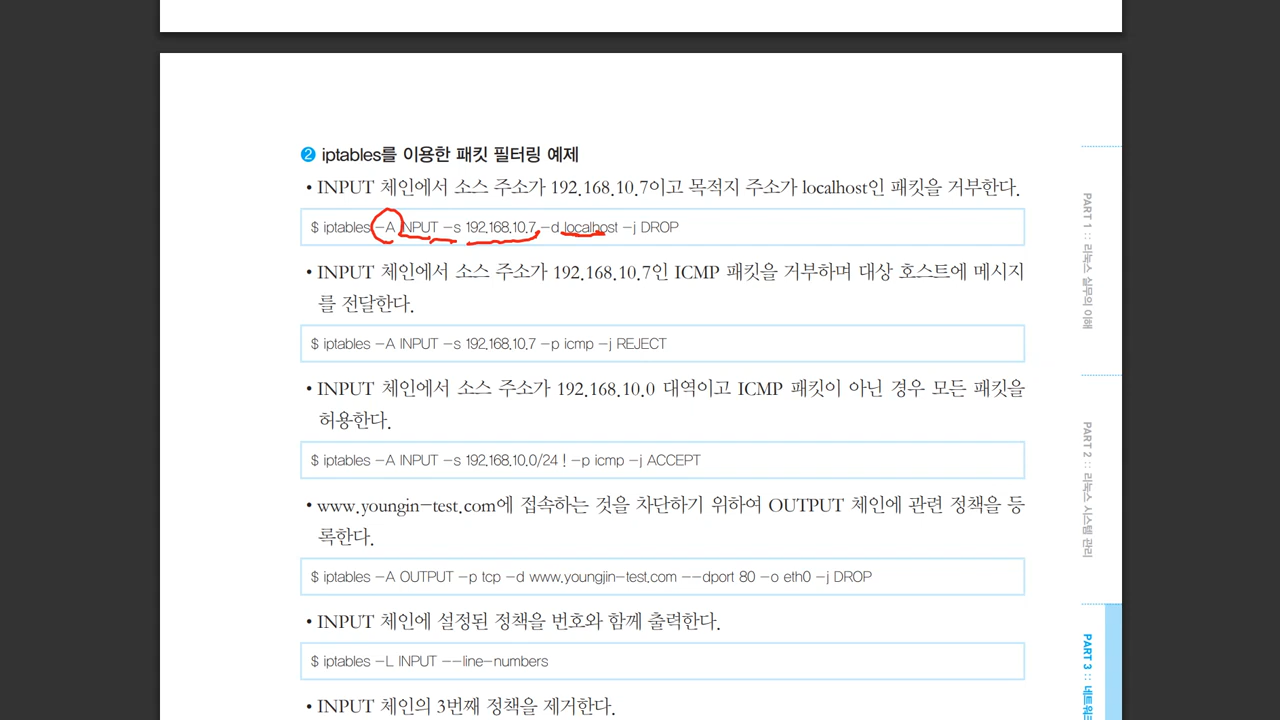 ❷ iptables를 이용한 패킷 필터링 예제
• INPUT 체인에서 소스 주소가 192.168.10.7이고 목적지 주소가 localhost인 패킷을 거부한다.
$ iptables -A INPUT -s 192.168.10.7 -d localhost -j DROP
• INPUT 체인에서 소스 주소가 192.168.10.7인 ICMP 패킷을 거부하며 대상 호스트에 메시지
를 전달한다.
$ iptables -A INPUT -s 192.168.10.7 -p icmp -j REJECT
• INPUT 체인에서 소스 주소가 192.168.10.0 대역이고 ICMP 패킷이 아닌 경우 모든 패킷을
허용한다.
$ iptables -A INPUT -s 192.168.10.0/24 ! -p icmp -j ACCEPT
• www.youngin-test.com에 접속하는 것을 차단하기 위하여 OUTPUT 체인에 관련 정책을 등
록한다.
$ iptables -A OUTPUT -p tcp -d www.youngjin-test.com --dport 80 -o eth0 -j DROP
• INPUT 체인에 설정된 정책을 번호와 함께 출력한다.
$ iptables -L INPUT --line-numbers
• INPUT 체인의 3번째 정책을 제거한다.
PART 1 :: 리눅스 실무의 이해
PART 2 :: 리눅스 시스템 관리
PART 3 :: 네트워크